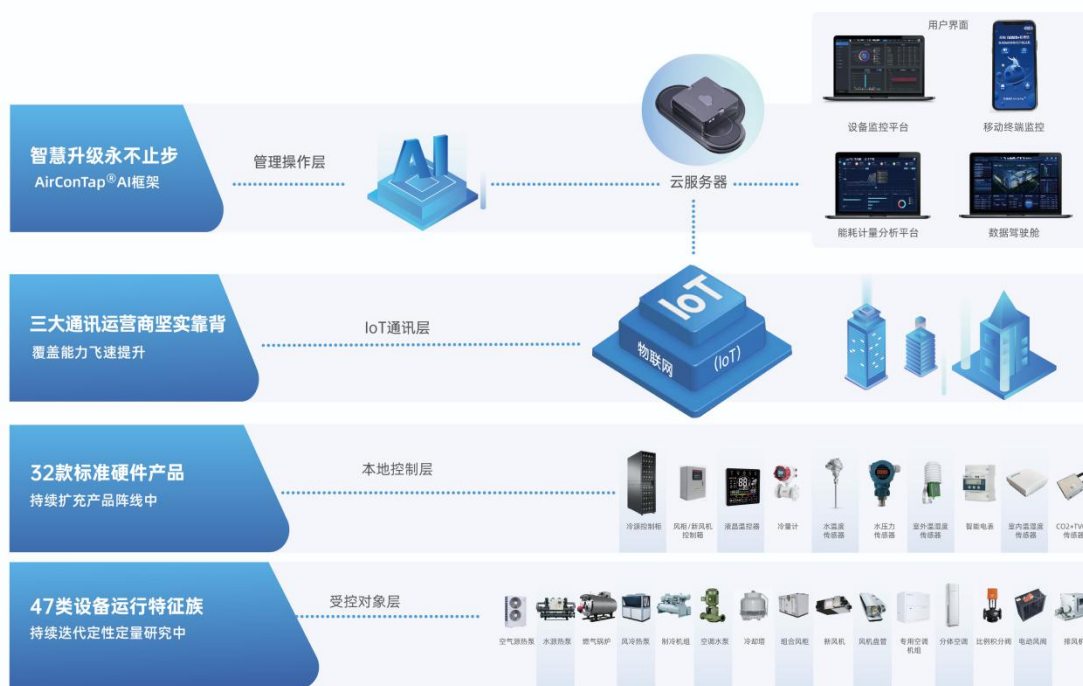 用户界面
设备监控平台
移动终端监控
智慧升级永不止步
AirConTap®AI框架
管理操作层
AI
云服务器
能耗计量分析平台
数据驾驶舱
三大通讯运营商坚实靠背
覆盖能力飞速提升
IoT通讯层
IoT
物联网
(IoT)
32款标准硬件产品
持续扩充产品阵线中
本地控制层
冷源控制柜
风柜/新风机
控制箱
液晶温控器
冷量计
水温度
传感器
水压力
传感器
室外温湿度
传感器
智能电表
室内温湿度
传感器
CO2+TV
传感器
47类设备运行特征族
持续迭代定性定量研究中
受控对象层
空气源热泵
水源热泵
燃气锅炉
风冷热泵
制冷机组
空调水泵
冷却塔
组合风柜
新风机
风机盘管
专用空调
机组
分体空调
比例积分阀
电动风阀
排风机